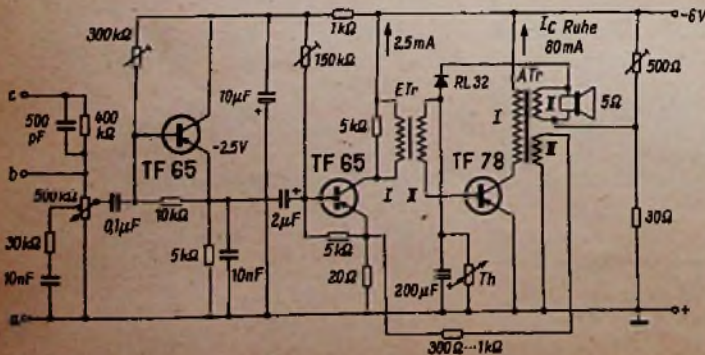 300kΩ
1kΩ
150kΩ
2.5mA
I_C Ruhe
80mA
-6V
500Ω
10µF
+
RL32
ETr
ATr
5Ω
c
500
pF
400
kΩ
b
500kΩ
TF 65
-2.5V
5kΩ
TF 65
I
II
TF 78
I
II
III
0,1µF
10kΩ
2µF
+
30kΩ
10nF
5kΩ
10nF
5kΩ
20Ω
200µF
+
Th
30Ω
a
+
300Ω...1kΩ